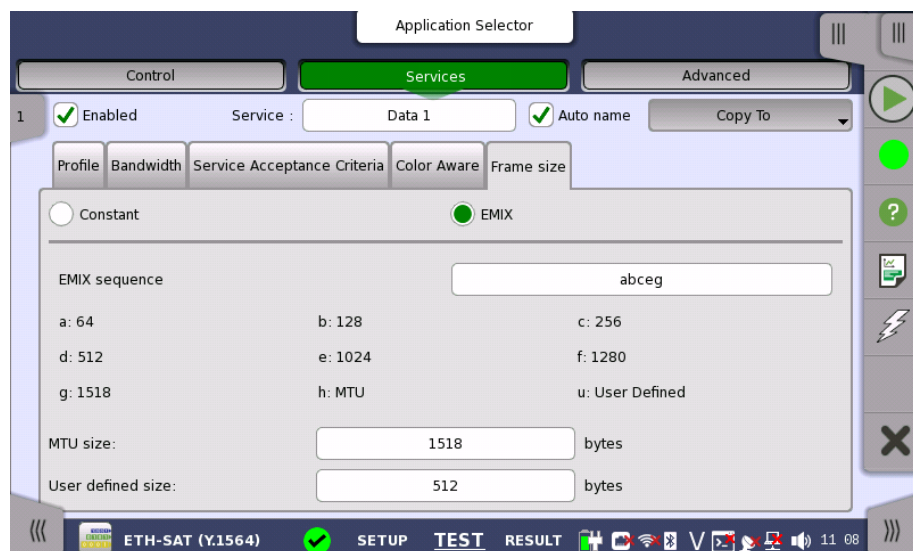 Application Selector
Control Services Advanced
1 Enabled Service : Data 1 Auto name Copy To
Profile Bandwidth Service Acceptance Criteria Color Aware Frame size
Constant EMIX
EMIX sequence abceg
a: 64 b: 128 c: 256
d: 512 e: 1024 f: 1280
g: 1518 h: MTU u: User Defined
MTU size: 1518 bytes
User defined size: 512 bytes
ETH-SAT (Y.1564) SETUP TEST RESULT 11 08